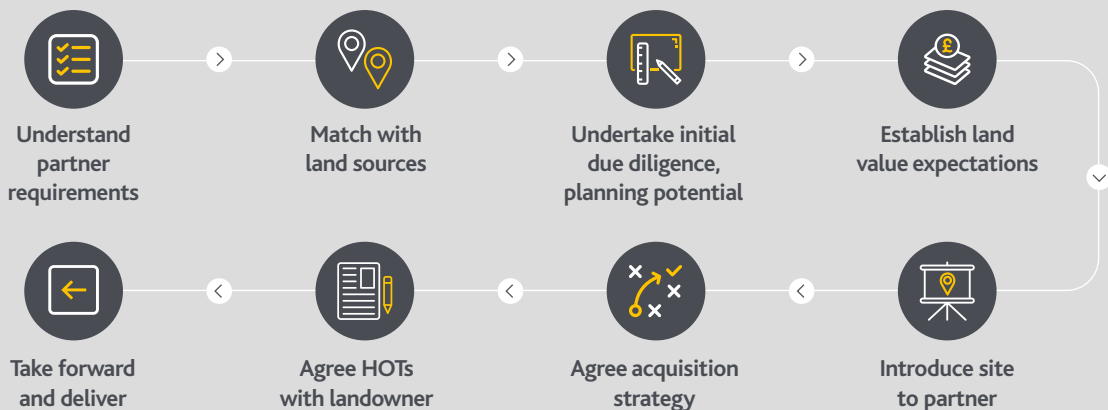 Understand
partner
requirements
Match with
land sources
Undertake initial
due diligence,
planning potential
£
Establish land
value expectations
Introduce site
to partner
Agree acquisition
strategy
Agree HOTs
with landowner
Take forward
and deliver